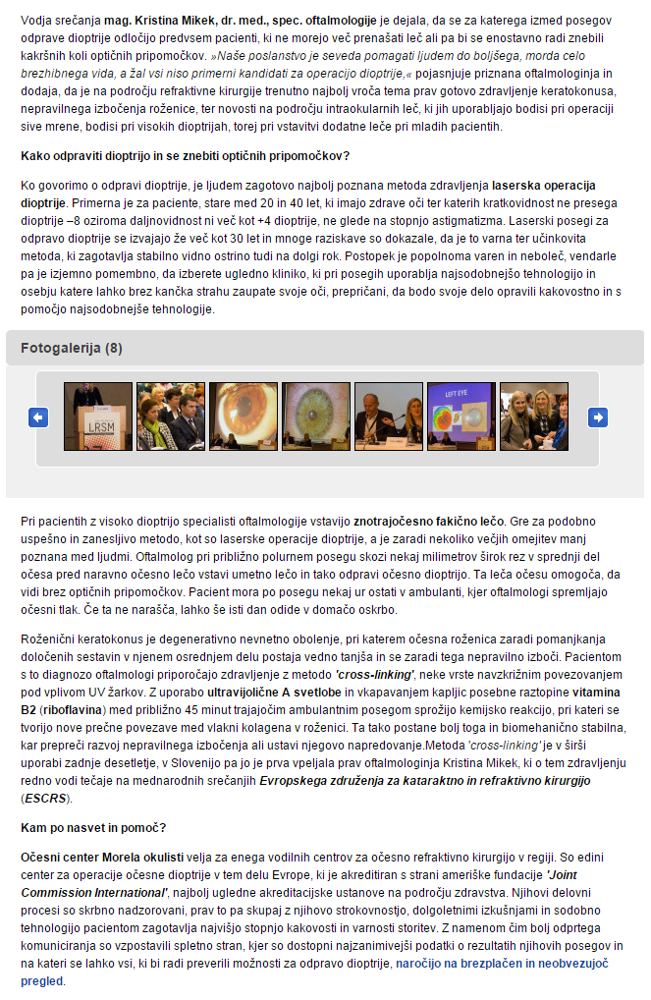 Vodja srečanja mag. Kristina Mikek, dr. med., spec. oftalmologije je dejala, da se za katerega izmed posegov
odprave dioptrije odločijo predvsem pacienti, ki ne morejo več prenašati leč ali pa bi se enostavno radi znebili
kakršnih koli optičnih pripomočkov. »Naše poslanstvo je seveda pomagati ljudem do boljšega, morda celo
brezhibnega vida, a žal vsi niso primerni kandidati za operacijo dioptrije,« pojasnjuje priznana oftalmologinja in
dodaja, da je na področju refraktivne kirurgije trenutno najbolj vroča tema prav gotovo zdravljenje keratokonusa,
nepravilnega izbočenja roženice, ter novosti na področju intraokularnih leč, ki jih uporabljajo bodisi pri operaciji
sive mrene, bodisi pri visokih dioptrijah, torej pri vstavitvi dodatne leče pri mladih pacientih.
Kako odpraviti dioptrijo in se znebiti optičnih pripomočkov?
Ko govorimo o odpravi dioptrije, je ljudem zagotovo najbolj poznana metoda zdravljenja laserska operacija
dioptrije. Primerna je za paciente, stare med 20 in 40 let, ki imajo zdrave oči ter katerih kratkovidnost ne presega
dioptrije –8 oziroma daljnovidnost ni več kot +4 dioptrije, ne glede na stopnjo astigmatizma. Laserski posegi za
odpravo dioptrije se izvajajo že več kot 30 let in mnoge raziskave so dokazale, da je to varna ter učinkovita
metoda, ki zagotavlja stabilno vidno ostrino tudi na dolgi rok. Postopek je popolnoma varen in neboleč, vendarle
pa je izjemno pomembno, da izberete ugledno kliniko, ki pri posegih uporablja najsodobnejšo tehnologijo in
osebju katere lahko brez kančka strahu zaupate svoje oči, prepričani, da bodo svoje delo opravili kakovostno in s
pomočjo najsodobnejše tehnologije.
Fotogalerija (8)
LRSM
LEFT EYE
Pri pacientih z visoko dioptrijo specialisti oftalmologije vstavijo znotrajočesno fakično lečo. Gre za podobno
uspešno in zanesljivo metodo, kot so laserske operacije dioptrije, a je zaradi nekoliko večjih omejitev manj
poznana med ljudmi. Oftalmolog pri približno polurnem posegu skozi nekaj milimetrov širok rez v sprednji del
očesa pred naravno očesno lečo vstavi umetno lečo in tako odpravi očesno dioptrijo. Ta leča očesu omogoča, da
vidi brez optičnih pripomočkov. Pacient mora po posegu nekaj ur ostati v ambulanti, kjer oftalmologi spremljajo
očesni tlak. Če ta ne narašča, lahko še isti dan odide v domačo oskrbo.
Roženični keratokonus je degenerativno nevnetno obolenje, pri katerem očesna roženica zaradi pomanjkanja
določenih sestavin v njenem osrednjem delu postaja vedno tanjša in se zaradi tega nepravilno izboči. Pacientom
s to diagnozo oftalmologi priporočajo zdravljenje z metodo 'cross-linking', neke vrste navzkrižnim povezovanjem
pod vplivom UV žarkov. Z uporabo ultravijolične A svetlobe in vkapavanjem kapljic posebne raztopine vitamina
B2 (riboflavina) med približno 45 minut trajajočim ambulantnim posegom sprožijo kemijsko reakcijo, pri kateri se
tvorijo nove prečne povezave med vlakni kolagena v roženici. Ta tako postane bolj toga in biomehanično stabilna,
kar prepreči razvoj nepravilnega izbočenja ali ustavi njegovo napredovanje.Metoda 'cross-linking' je v širši
uporabi zadnje desetletje, v Slovenijo pa jo je prva vpeljala prav oftalmologinja Kristina Mikek, ki o tem zdravljenju
redno vodi tečaje na mednarodnih srečanjih Evropskega združenja za kataraktno in refraktivno kirurgijo
(ESCRS).
Kam po nasvet in pomoč?
Očesni center Morela okulisti velja za enega vodilnih centrov za očesno refraktivno kirurgijo v regiji. So edini
center za operacije očesne dioptrije v tem delu Evrope, ki je akreditiran s strani ameriške fundacije 'Joint
Commission International', najbolj ugledne akreditacijske ustanove na področju zdravstva. Njihovi delovni
procesi so skrbno nadzorovani, prav to pa skupaj z njihovo strokovnostjo, dolgoletnimi izkušnjami in sodobno
tehnologijo pacientom zagotavlja najvišjo stopnjo kakovosti in varnosti storitev. Z namenom čim bolj odprtega
komuniciranja so vzpostavili spletno stran, kjer so dostopni najzanimivejši podatki o rezultatih njihovih posegov in
na kateri se lahko vsi, ki bi radi preverili možnosti za odpravo dioptrije, naročijo na brezplačen in neobvezujoč
pregled.